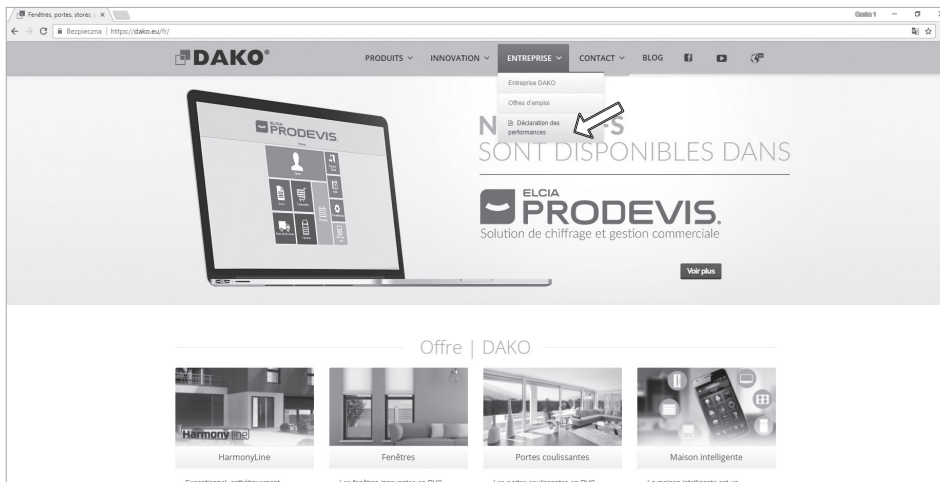 Fenêtres, portes, stores,
Bezpieczna | https://dako.eu/fr/
DAKO®
PRODUITS INNOVATION ENTREPRISE CONTACT BLOG
Entreprise DAKO
Offres d'emploi
Déclaration des
performances
SONT DISPONIBLES DANS
ELCIA
PRODEVIS.
Solution de chiffrage et gestion commerciale
Voir plus
ELCIA
PRODEVIS.
Offre | DAKO
Harmonyline
HarmonyLine
Fenêtres
Portes coulissantes
Maison intelligente